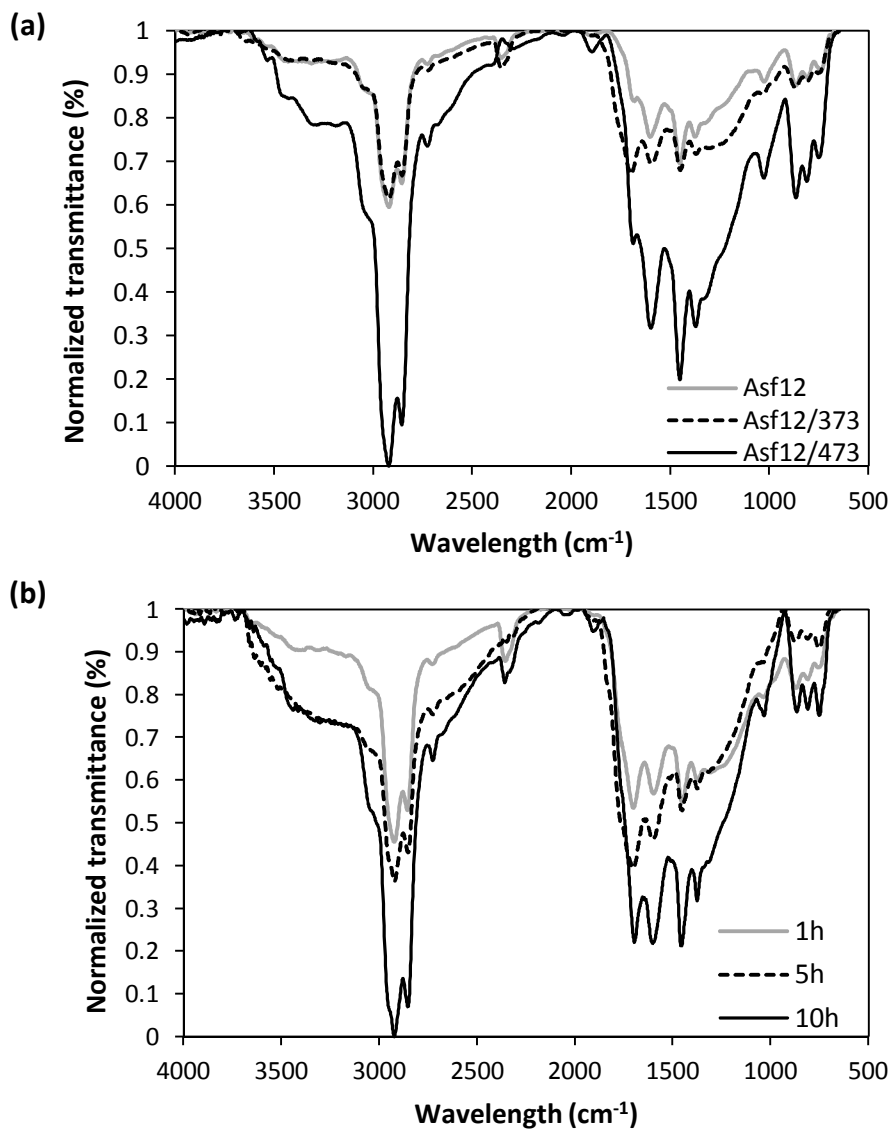 (a)
Normalized transmittance (%)
1
0.9
0.8
0.7
0.6
0.5
0.4
0.3
0.2
0.1
0
Asf12
Asf12/373
Asf12/473
4000 3500 3000 2500 2000 1500 1000 500
Wavelength (cm⁻¹)
(b)
Normalized transmittance (%)
1
0.9
0.8
0.7
0.6
0.5
0.4
0.3
0.2
0.1
0
1h
5h
10h
4000 3500 3000 2500 2000 1500 1000 500
Wavelength (cm⁻¹)